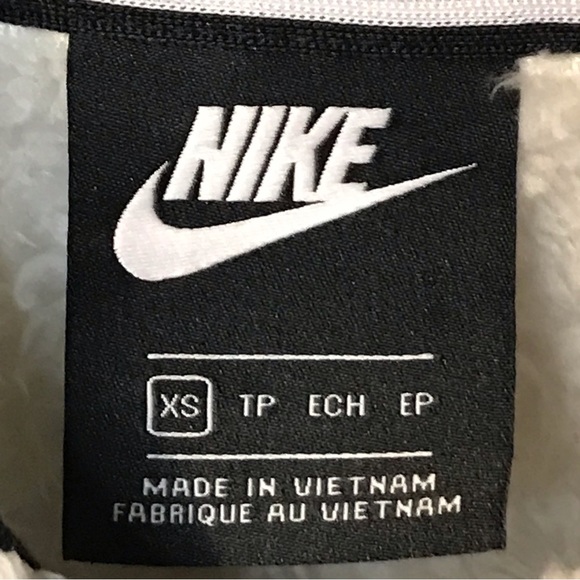 NIKE
XS TP ECH EP
MADE IN VIETNAM
FABRIQUE AU VIETNAM